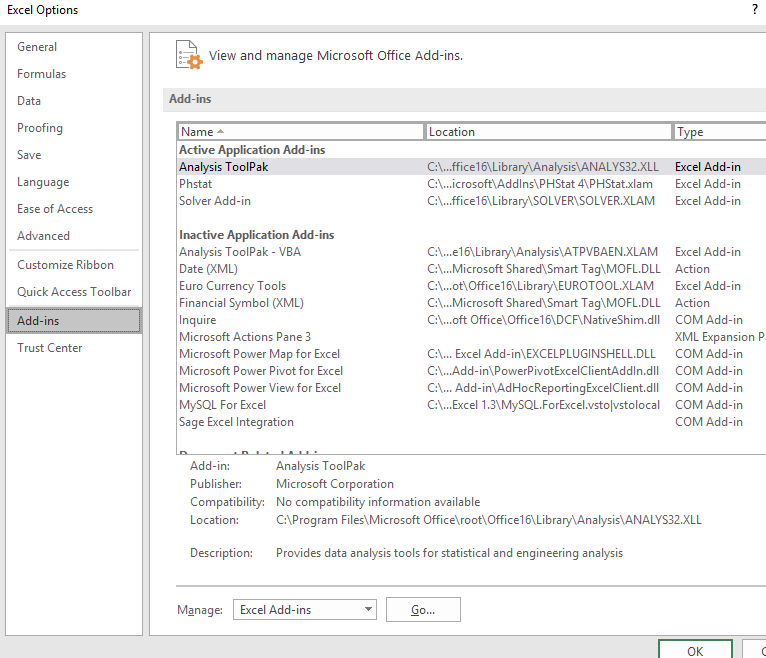 Excel Options ?
General
Formulas
Data
Proofing
Save
Language
Ease of Access
Advanced
Customize Ribbon
Quick Access Toolbar
Add-ins
Trust Center
View and manage Microsoft Office Add-ins.
Add-ins
Name Location Type
Active Application Add-ins
Analysis ToolPak C:\...ffice16\Library\Analysis\ANALYS32.XLL Excel Add-in
Phstat C:\...icrosoft\AddIns\PHStat 4\PHStat.xlam Excel Add-in
Solver Add-in C:\...ffice16\Library\SOLVER\SOLVER.XLAM Excel Add-in
Inactive Application Add-ins
Analysis ToolPak - VBA C:\...e16\Library\Analysis\ATPVBAEN.XLAM Excel Add-in
Date (XML) C:\...Microsoft Shared\Smart Tag\MOFL.DLL Action
Euro Currency Tools C:\...ot\Office16\Library\EUROTOOL.XLAM Excel Add-in
Financial Symbol (XML) C:\...Microsoft Shared\Smart Tag\MOFL.DLL Action
Inquire C:\...oft Office\Office16\DCF\NativeShim.dll COM Add-in
Microsoft Actions Pane 3 XML Expansion P
Microsoft Power Map for Excel C:\... Excel Add-in\EXCELPLUGINSHELL.DLL COM Add-in
Microsoft Power Pivot for Excel C:\...Add-in\PowerPivotExcelClientAddIn.dll COM Add-in
Microsoft Power View for Excel C:\... Add-in\AdHocReportingExcelClient.dll COM Add-in
MySQL For Excel C:\...Excel 1.3\MySQL.ForExcel.vsto|vstolocal COM Add-in
Sage Excel Integration COM Add-in
Add-in: Analysis ToolPak
Publisher: Microsoft Corporation
Compatibility: No compatibility information available
Location: C:\Program Files\Microsoft Office\root\Office16\Library\Analysis\ANALYS32.XLL
Description: Provides data analysis tools for statistical and engineering analysis
Manage: Excel Add-ins Go...
OK